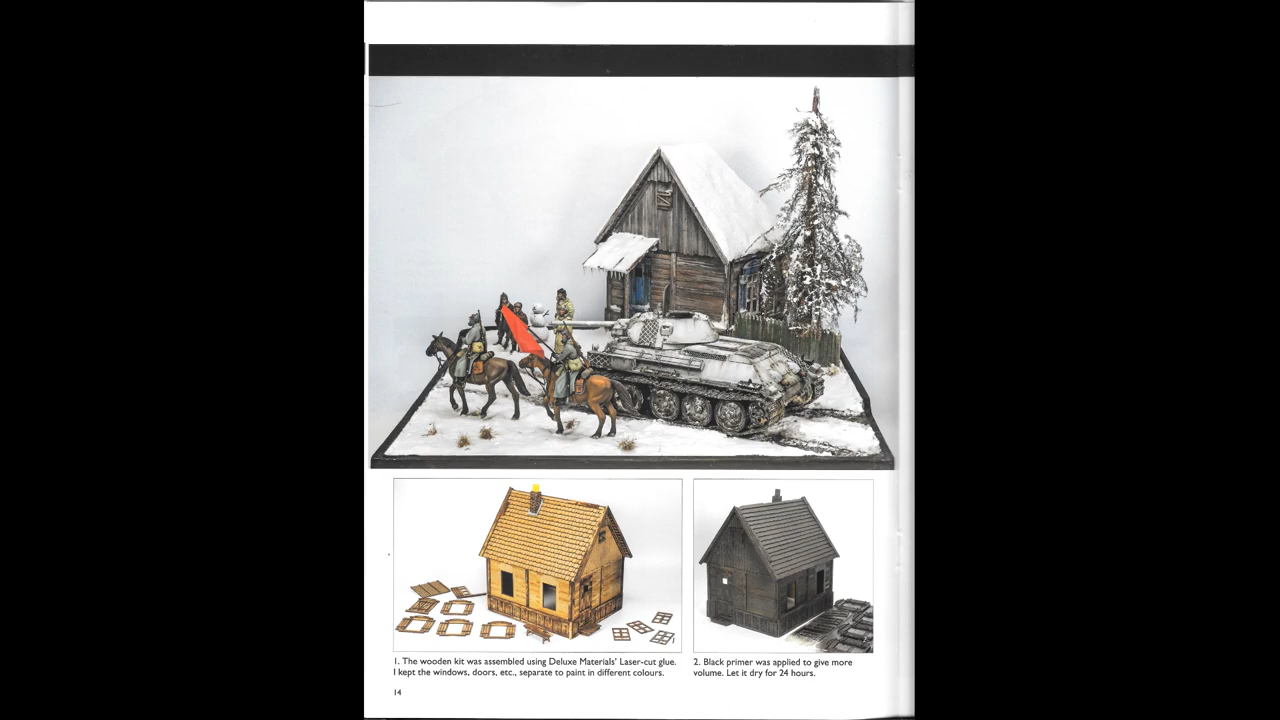 1. The wooden kit was assembled using Deluxe Materials' Laser-cut glue.
I kept the windows, doors, etc., separate to paint in different colours.
2. Black primer was applied to give more
volume. Let it dry for 24 hours.
14